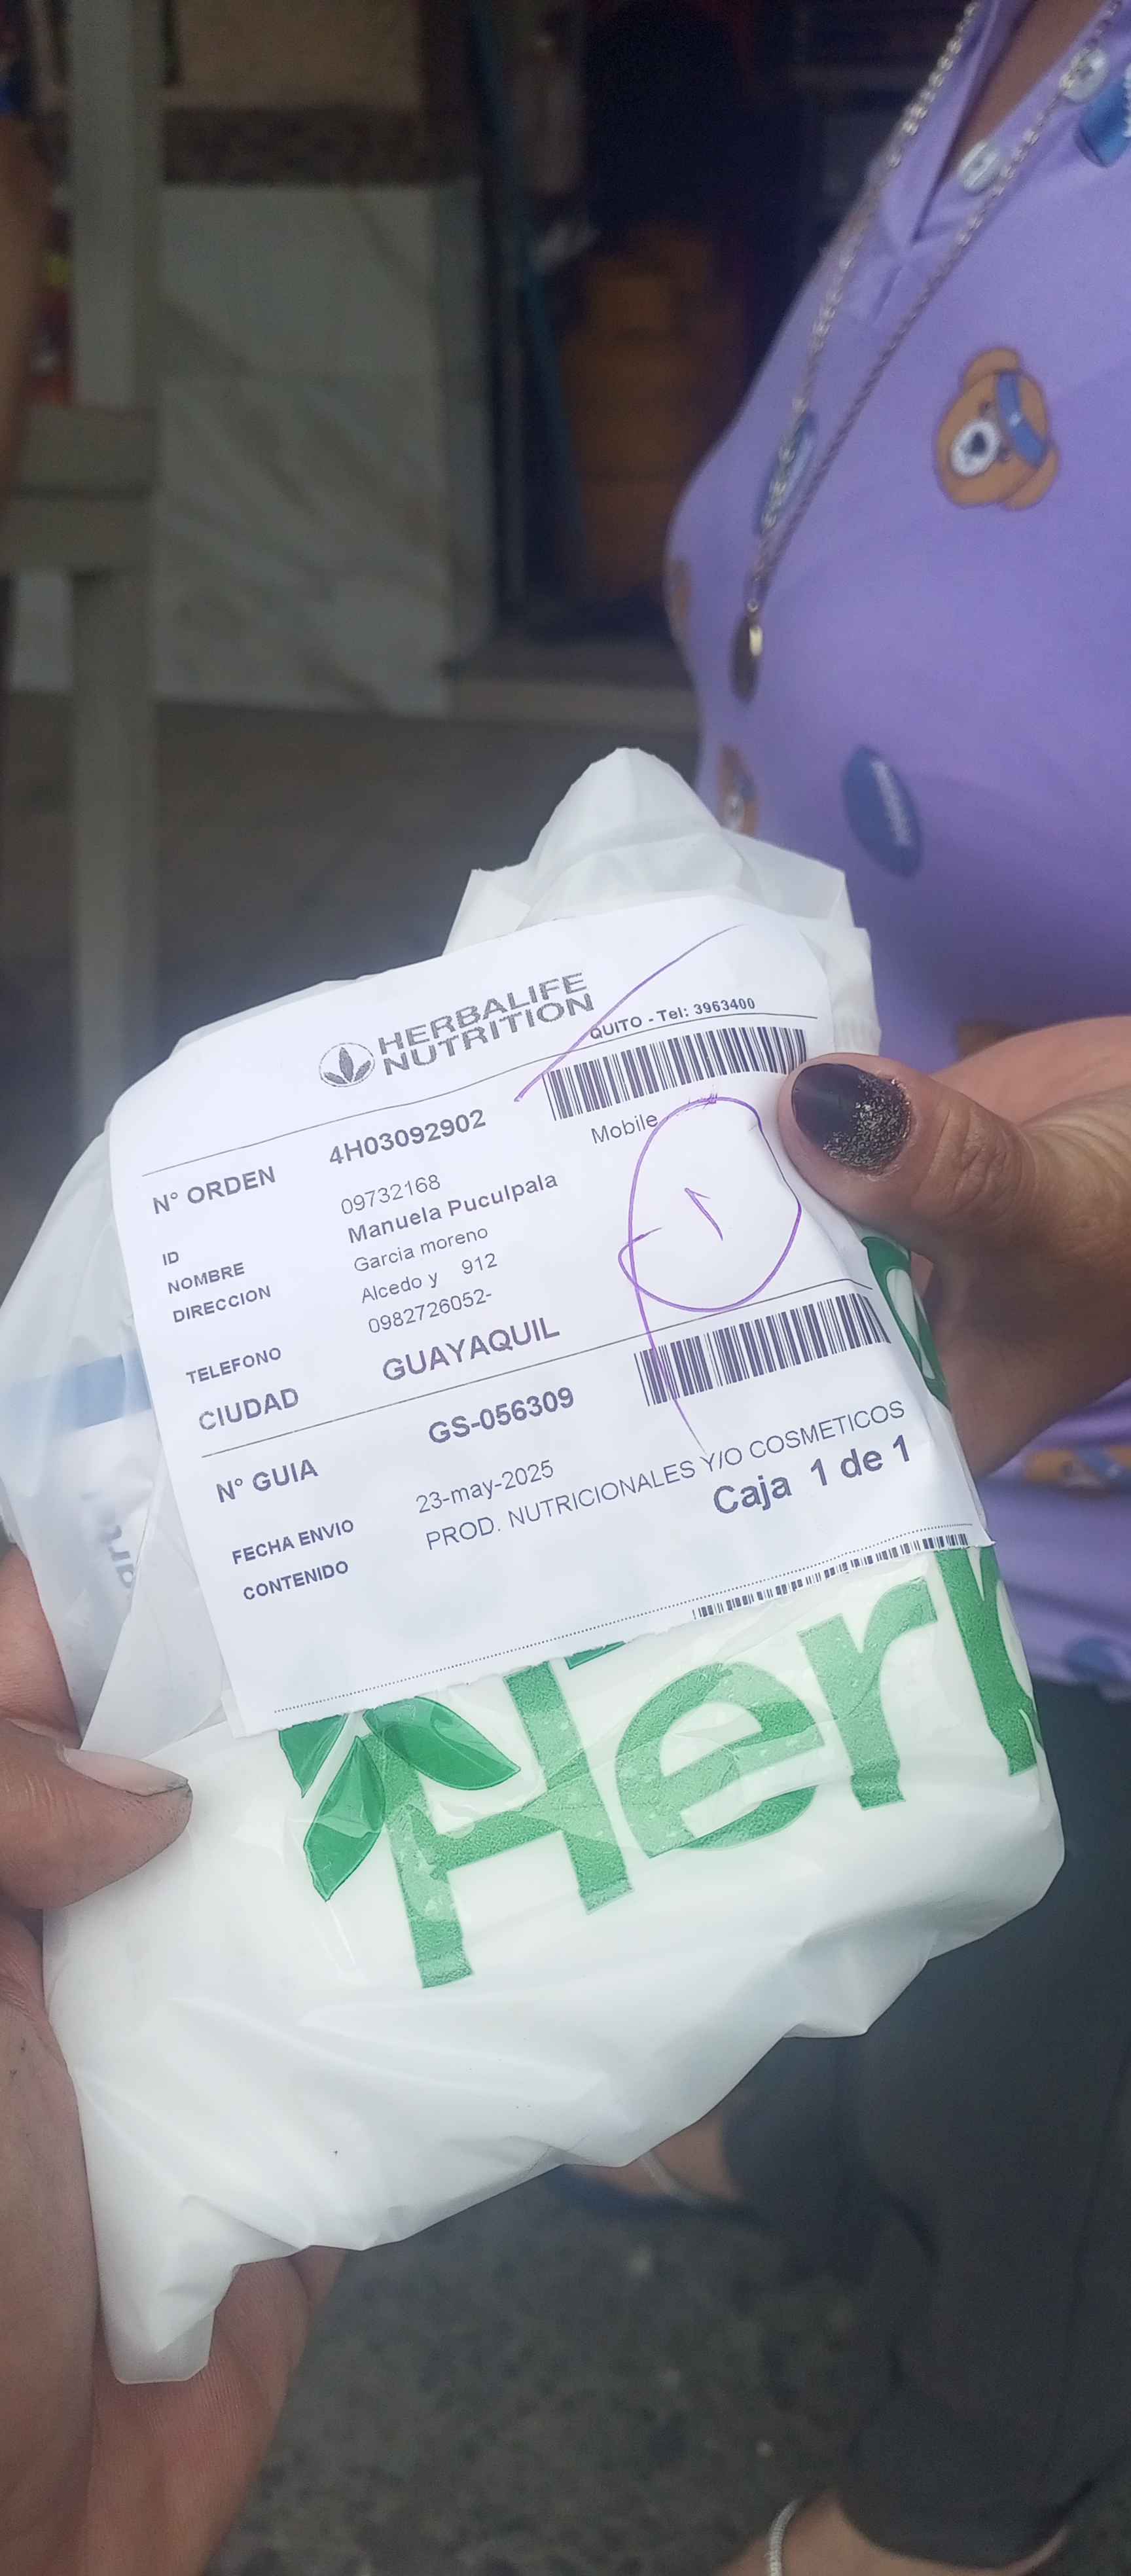 HERBALIFE
NUTRITION
QUITO - Tel: 3963400
N° ORDEN 4H03092902
Mobile
ID 09732168
NOMBRE Manuela Puculpala
DIRECCION Garcia moreno
Alcedo y 912
TELEFONO 0982726052-
CIUDAD GUAYAQUIL
N° GUIA GS-056309
FECHA ENVIO 23-may-2025
CONTENIDO PROD. NUTRICIONALES Y/O COSMETICOS
Caja 1 de 1
1
Herb